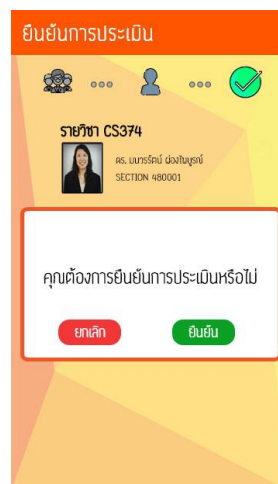 ยืนยันการประเมิน
รายวิชา CS374
ดร. มนวรรัตน์ ผ่องไพบูรณ์
SECTION 480001
คุณต้องการยืนยันการประเมินหรือไม่
ยกเลิก
ยืนยัน